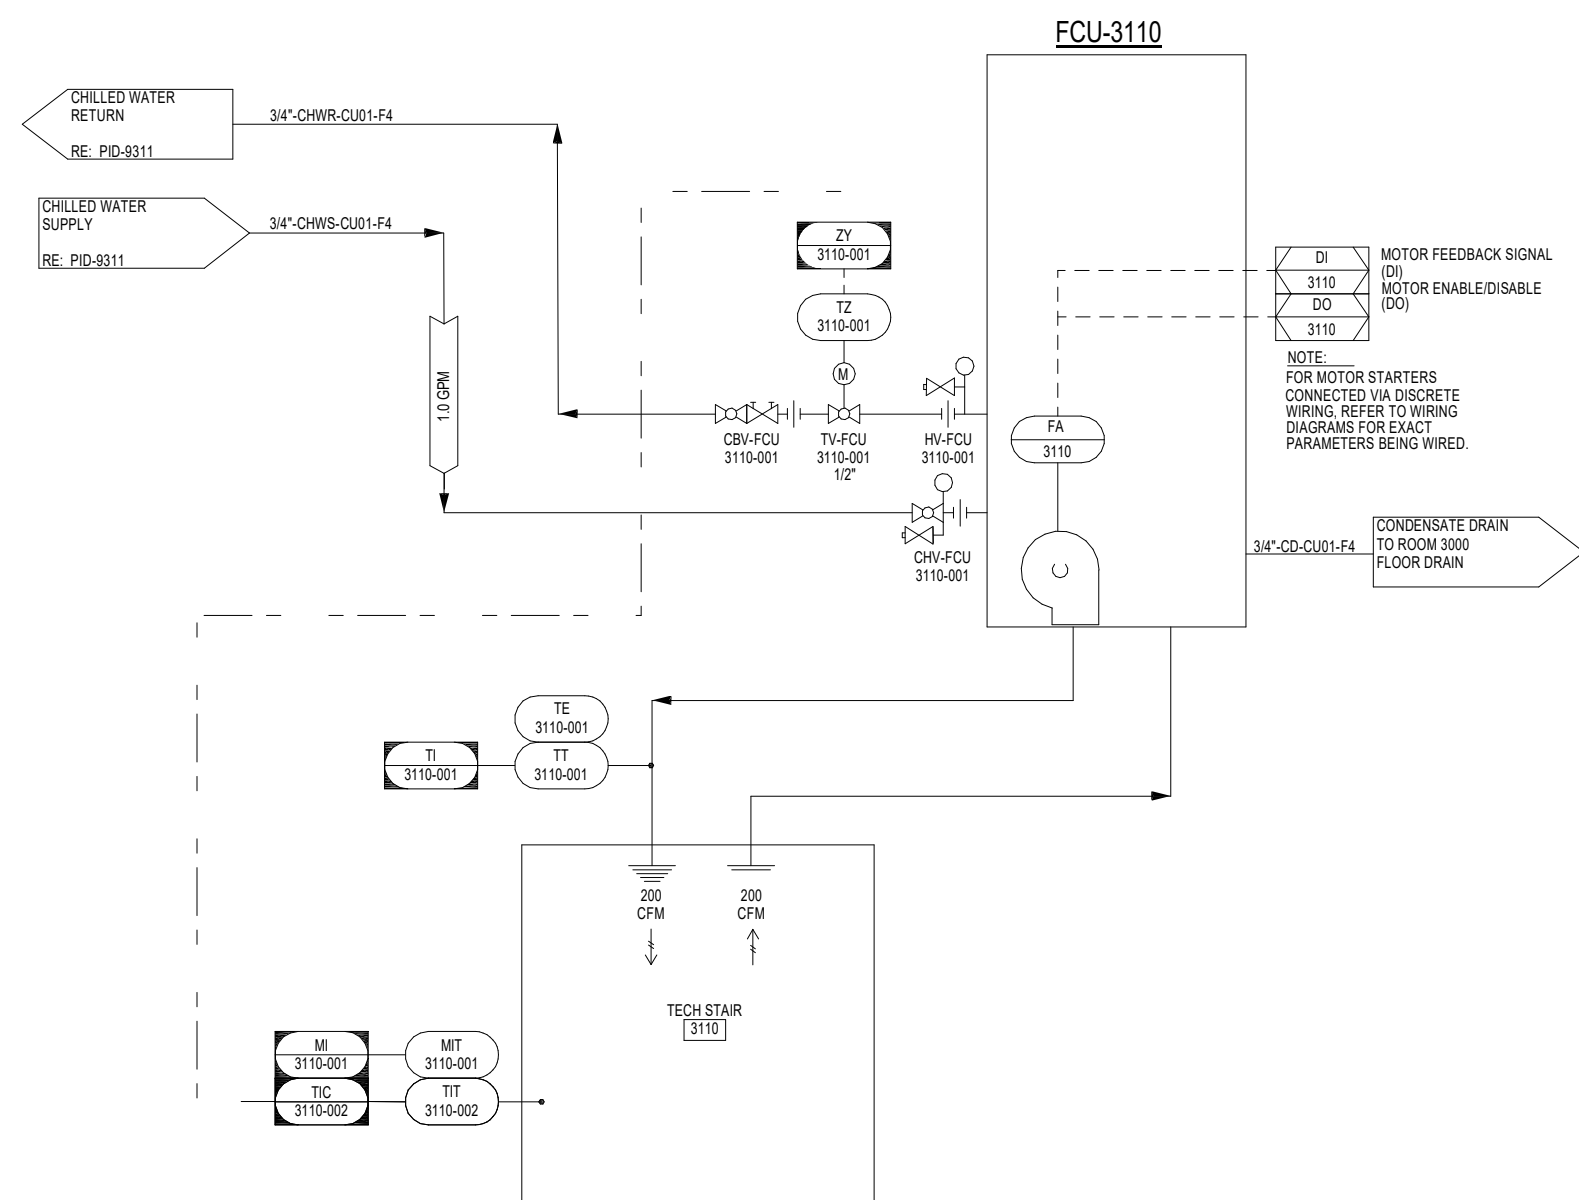 FCU-3110
CHILLED WATER
RETURN
RE: PID-9311
3/4"-CHWR-CU01-F4
CHILLED WATER
SUPPLY
RE: PID-9311
3/4"-CHWS-CU01-F4
1.0 GPM
ZY
3110-001
TZ
3110-001
M
CBV-FCU
3110-001
TV-FCU
3110-001
1/2"
HV-FCU
3110-001
CHV-FCU
3110-001
FA
3110
DI
3110
DO
3110
MOTOR FEEDBACK SIGNAL
(DI)
MOTOR ENABLE/DISABLE
(DO)
NOTE:
FOR MOTOR STARTERS
CONNECTED VIA DISCRETE
WIRING, REFER TO WIRING
DIAGRAMS FOR EXACT
PARAMETERS BEING WIRED.
3/4"-CD-CU01-F4
CONDENSATE DRAIN
TO ROOM 3000
FLOOR DRAIN
TE
3110-001
TI
3110-001
TT
3110-001
200
CFM
200
CFM
TECH STAIR
3110
MI
3110-001
MIT
3110-001
TIC
3110-002
TIT
3110-002